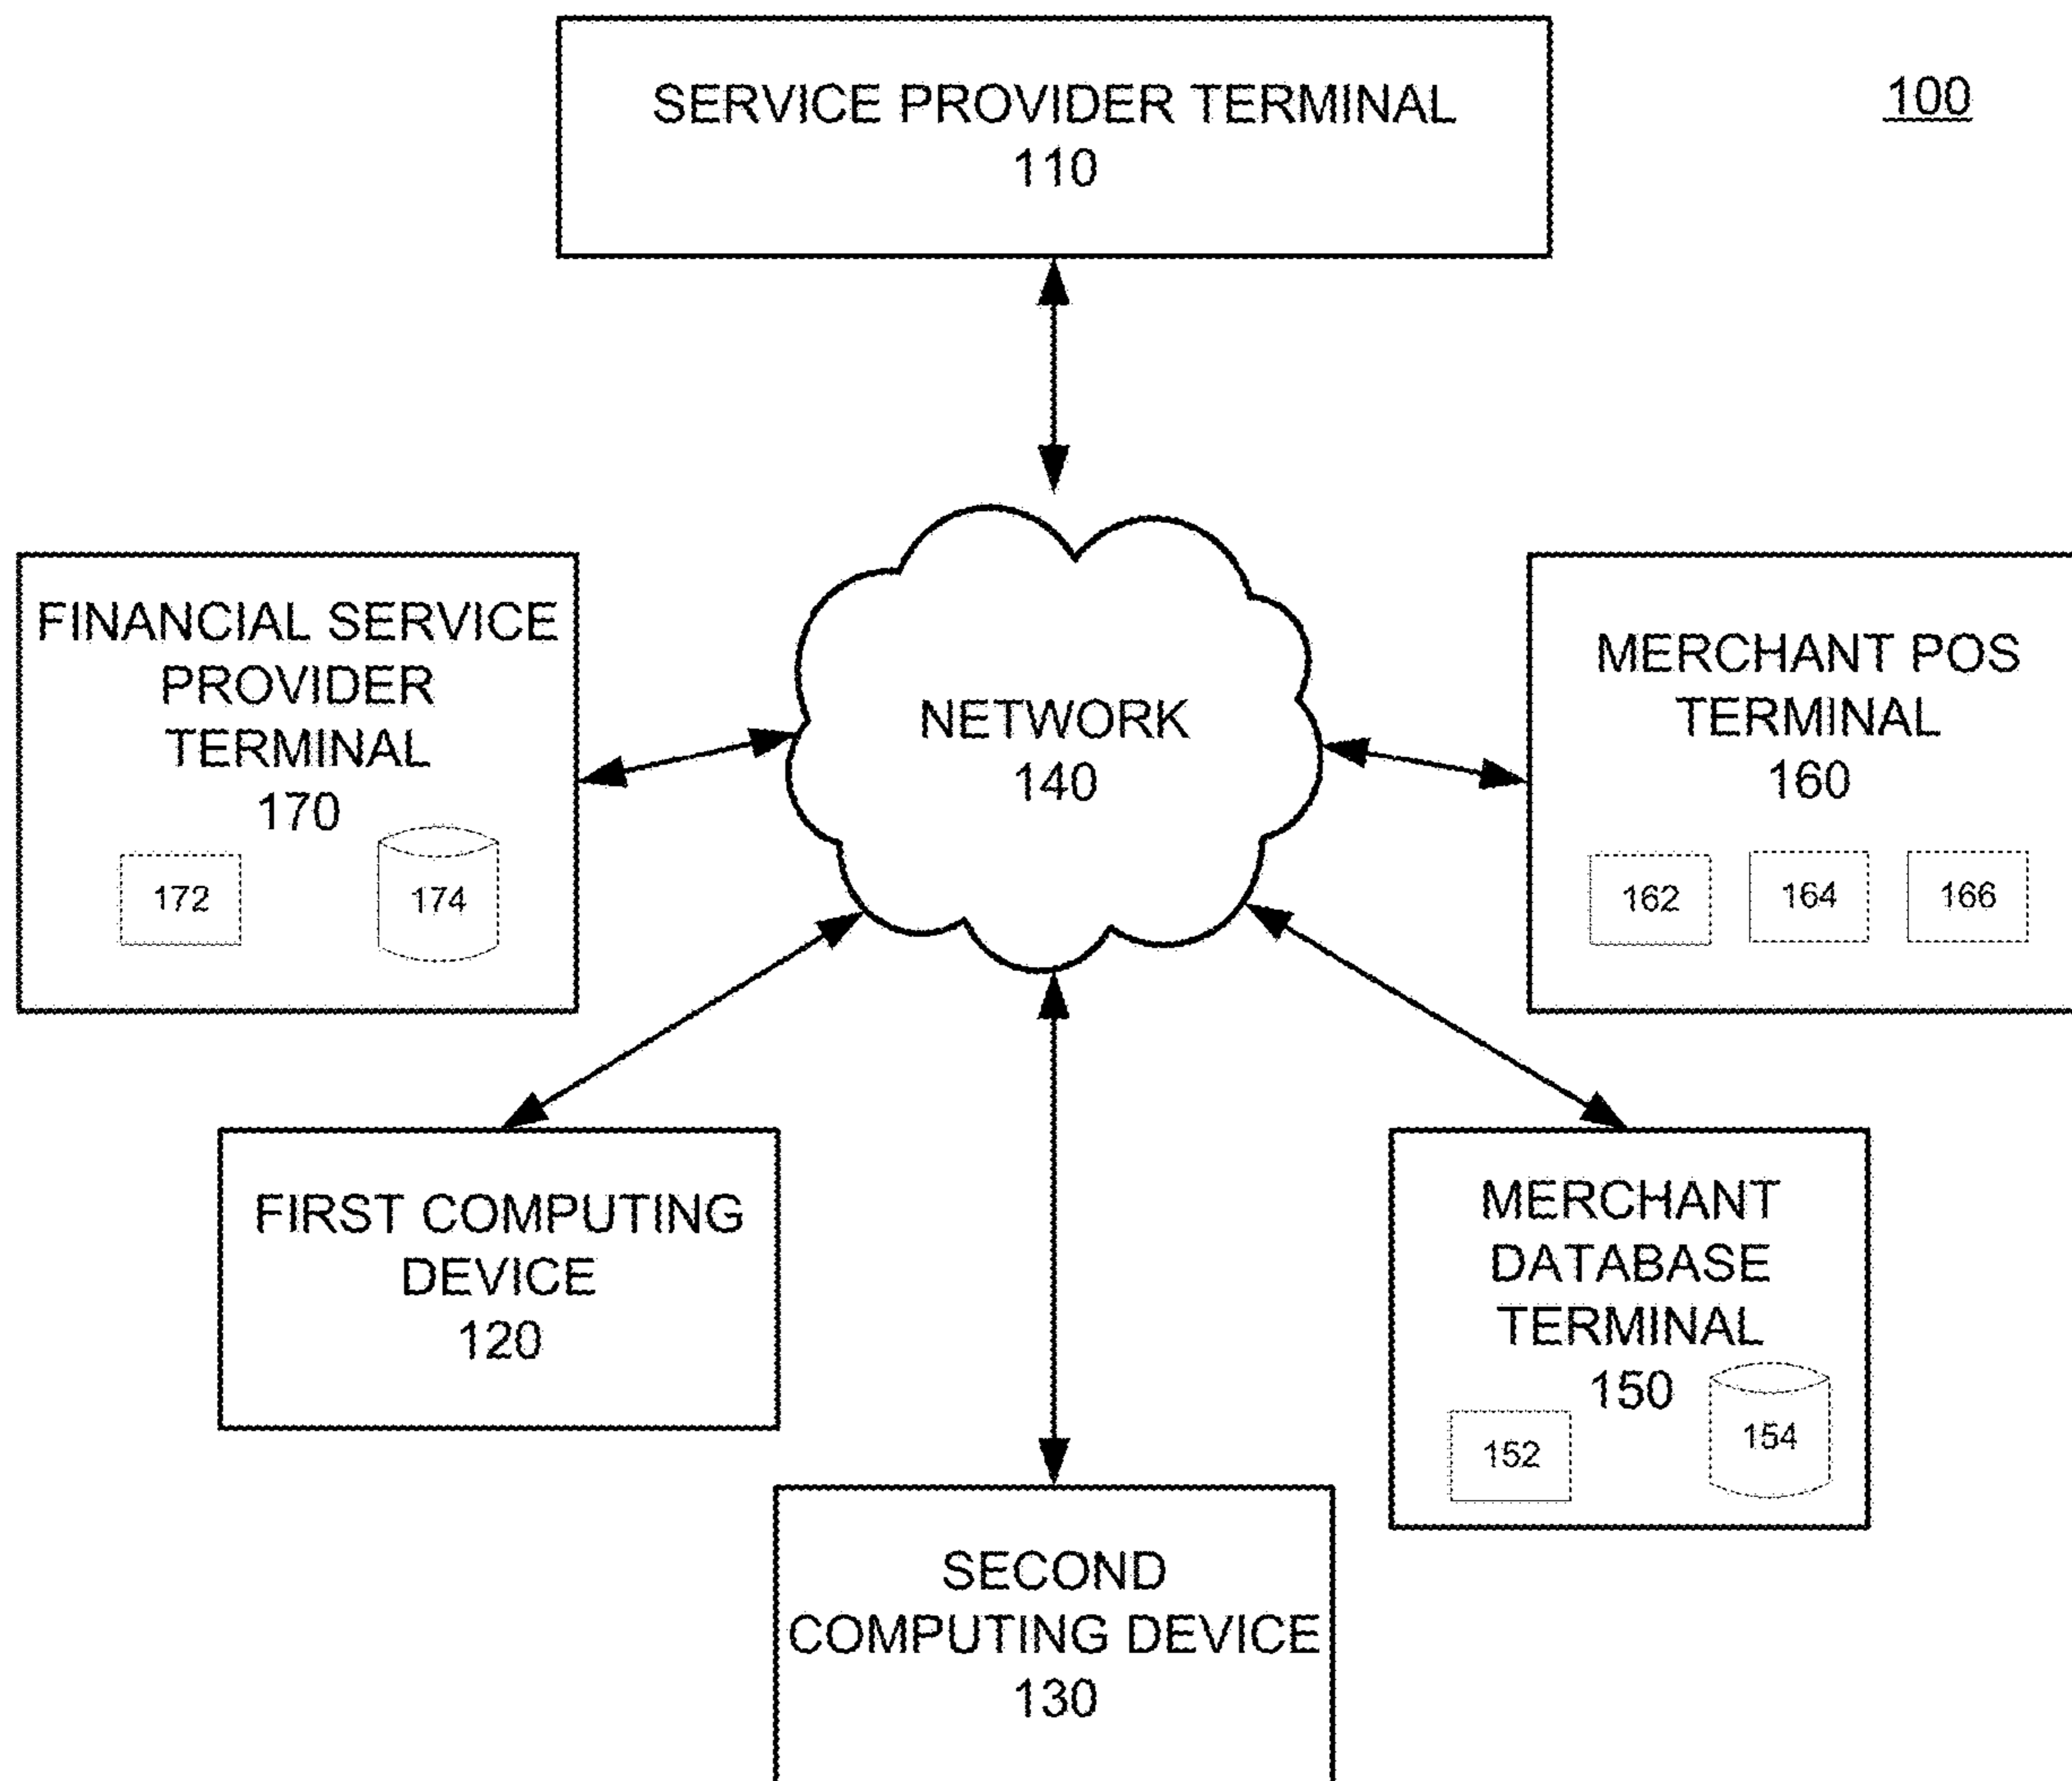 SERVICE PROVIDER TERMINAL
110
100
FINANCIAL SERVICE
PROVIDER
TERMINAL
170
172
174
NETWORK
140
MERCHANT POS
TERMINAL
160
162
164
166
FIRST COMPUTING
DEVICE
120
MERCHANT
DATABASE
TERMINAL
150
152
154
SECOND
COMPUTING DEVICE
130